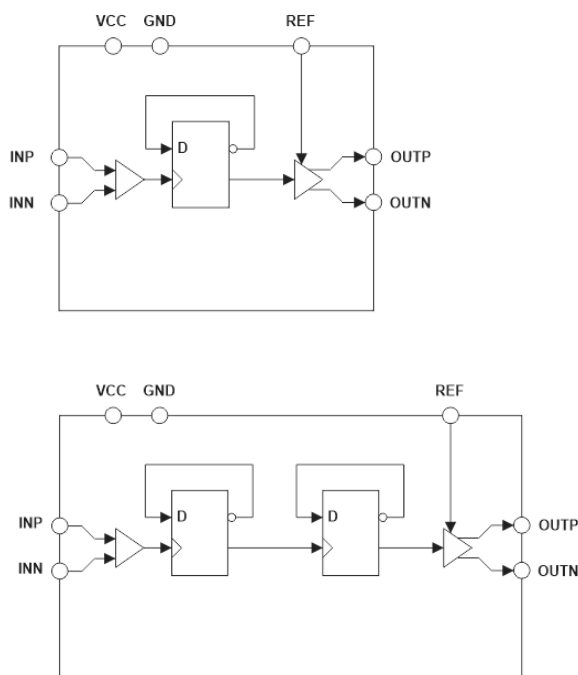 VCC GND REF
D
INP OUTP
INN OUTN
VCC GND REF
D D
INP OUTP
INN OUTN